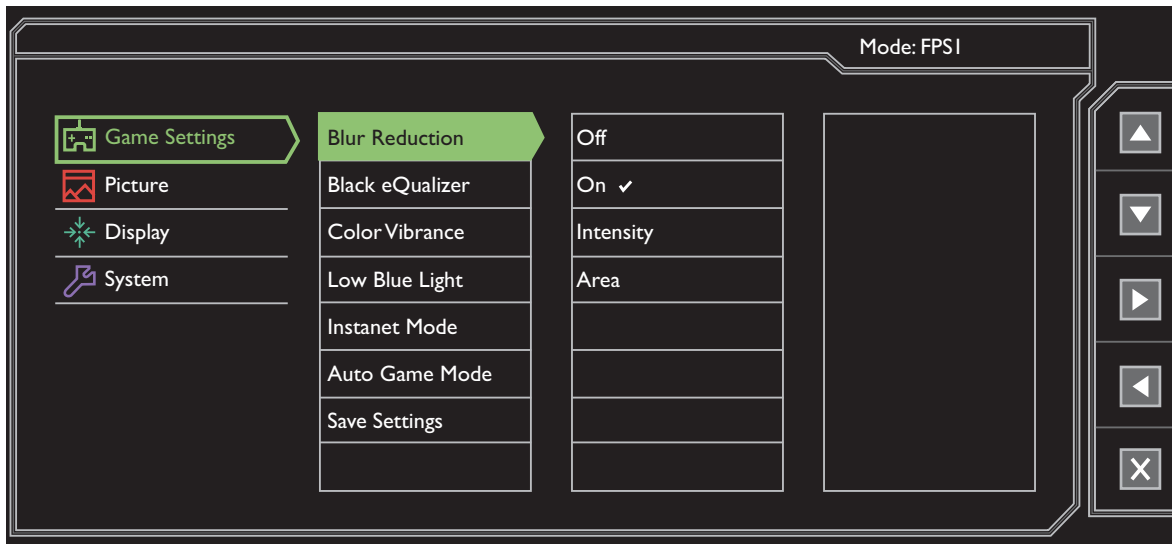 Mode: FPS1
Game Settings
Picture
Display
System
Blur Reduction
Black eQualizer
Color Vibrance
Low Blue Light
Instanet Mode
Auto Game Mode
Save Settings
Off
On ✓
Intensity
Area